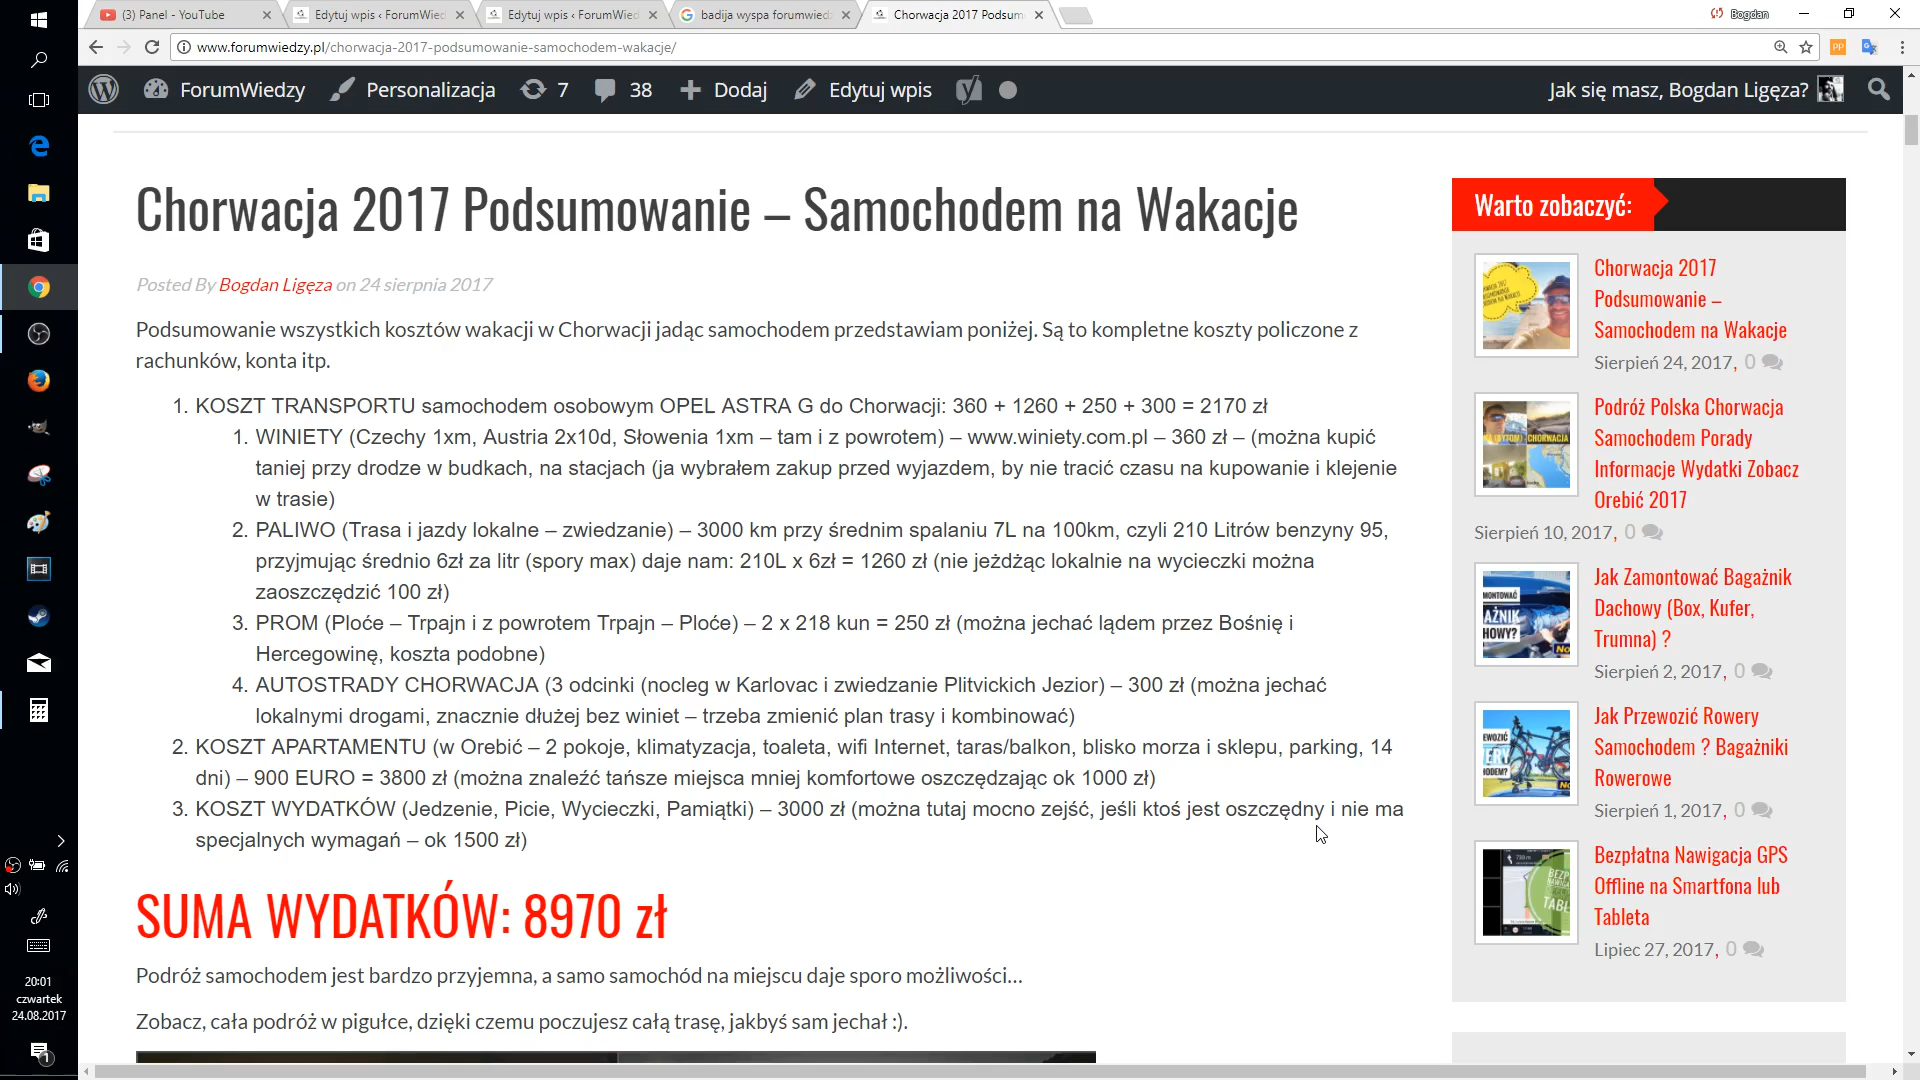 (3) Panel - YouTube
Edytuj wpis ‹ ForumWied
Edytuj wpis ‹ ForumWied
badija wyspa forumwied
Chorwacja 2017 Podsum
Bogdan
www.forumwiedzy.pl/chorwacja-2017-podsumowanie-samochodem-wakacje/
PP
ForumWiedzy
Personalizacja
7
38
Dodaj
Edytuj wpis
Jak się masz, Bogdan Ligęza?
Chorwacja 2017 Podsumowanie – Samochodem na Wakacje
Posted By Bogdan Ligęza on 24 sierpnia 2017
Podsumowanie wszystkich kosztów wakacji w Chorwacji jadąc samochodem przedstawiam poniżej. Są to kompletne koszty policzone z
rachunków, konta itp.
1. KOSZT TRANSPORTU samochodem osobowym OPEL ASTRA G do Chorwacji: 360 + 1260 + 250 + 300 = 2170 zł
1. WINIETY (Czechy 1xm, Austria 2x10d, Słowenia 1xm – tam i z powrotem) – www.winiety.com.pl – 360 zł – (można kupić
taniej przy drodze w budkach, na stacjach (ja wybrałem zakup przed wyjazdem, by nie tracić czasu na kupowanie i klejenie
w trasie)
2. PALIWO (Trasa i jazdy lokalne – zwiedzanie) – 3000 km przy średnim spalaniu 7L na 100km, czyli 210 Litrów benzyny 95,
przyjmując średnio 6zł za litr (spory max) daje nam: 210L x 6zł = 1260 zł (nie jeżdżąc lokalnie na wycieczki można
zaoszczędzić 100 zł)
3. PROM (Ploće – Trpajn i z powrotem Trpajn – Ploće) – 2 x 218 kun = 250 zł (można jechać lądem przez Bośnię i
Hercegowinę, koszta podobne)
4. AUTOSTRADY CHORWACJA (3 odcinki (nocleg w Karlovac i zwiedzanie Plitvickich Jezior) – 300 zł (można jechać
lokalnymi drogami, znacznie dłużej bez winiet – trzeba zmienić plan trasy i kombinować)
2. KOSZT APARTAMENTU (w Orebić – 2 pokoje, klimatyzacja, toaleta, wifi Internet, taras/balkon, blisko morza i sklepu, parking, 14
dni) – 900 EURO = 3800 zł (można znaleźć tańsze miejsca mniej komfortowe oszczędzając ok 1000 zł)
3. KOSZT WYDATKÓW (Jedzenie, Picie, Wycieczki, Pamiątki) – 3000 zł (można tutaj mocno zejść, jeśli ktoś jest oszczędny i nie ma
specjalnych wymagań – ok 1500 zł)
SUMA WYDATKÓW: 8970 zł
Podróż samochodem jest bardzo przyjemna, a samo samochód na miejscu daje sporo możliwości…
Zobacz, cała podróż w pigułce, dzięki czemu poczujesz całą trasę, jakbyś sam jechał :).
Warto zobaczyć:
Chorwacja 2017
Podsumowanie –
Samochodem na Wakacje
Sierpień 24, 2017, 0
Podróż Polska Chorwacja
Samochodem Porady
Informacje Wydatki Zobacz
Orebić 2017
Sierpień 10, 2017, 0
MONTOWAĆ
AŹNIK
HOWY?
Jak Zamontować Bagażnik
Dachowy (Box, Kufer,
Trumna) ?
Sierpień 2, 2017, 0
EWOZIĆ
ERY
HODEM?
Jak Przewozić Rowery
Samochodem ? Bagażniki
Rowerowe
Sierpień 1, 2017, 0
Bezpłatna Nawigacja GPS
Offline na Smartfona lub
Tableta
Lipiec 27, 2017, 0
20:01
czwartek
24.08.2017
1